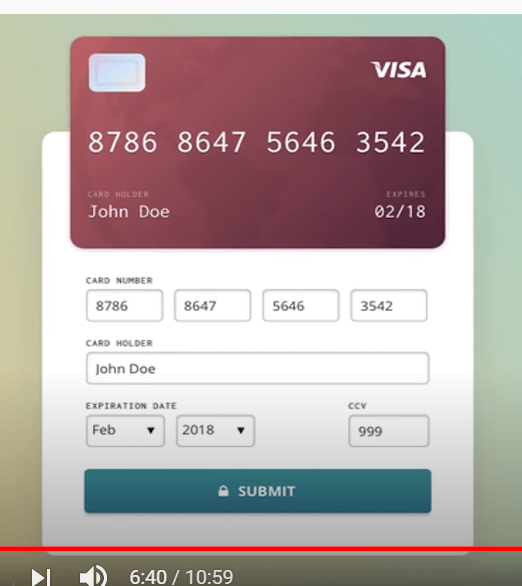 VISA
8786 8647 5646 3542
CARD HOLDER EXPIRES
John Doe 02/18
CARD NUMBER
8786 8647 5646 3542
CARD HOLDER
John Doe
EXPIRATION DATE CCV
Feb 2018 999
SUBMIT
6:40 / 10:59